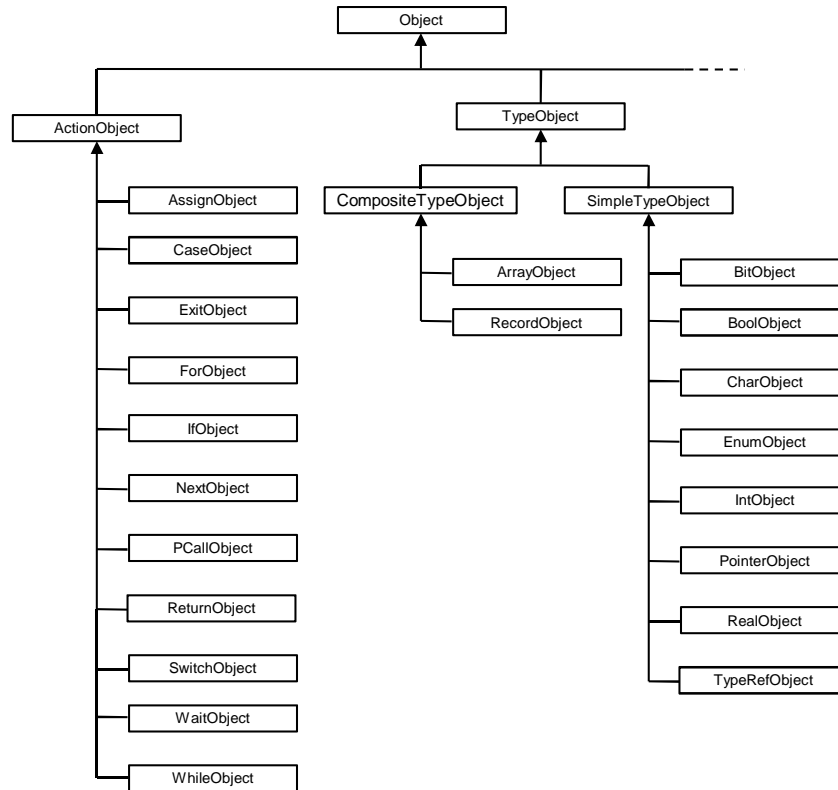 Object
ActionObject
TypeObject
AssignObject
CaseObject
ExitObject
ForObject
IfObject
NextObject
PCallObject
ReturnObject
SwitchObject
WaitObject
WhileObject
CompositeTypeObject
ArrayObject
RecordObject
SimpleTypeObject
BitObject
BoolObject
CharObject
EnumObject
IntObject
PointerObject
RealObject
TypeRefObject